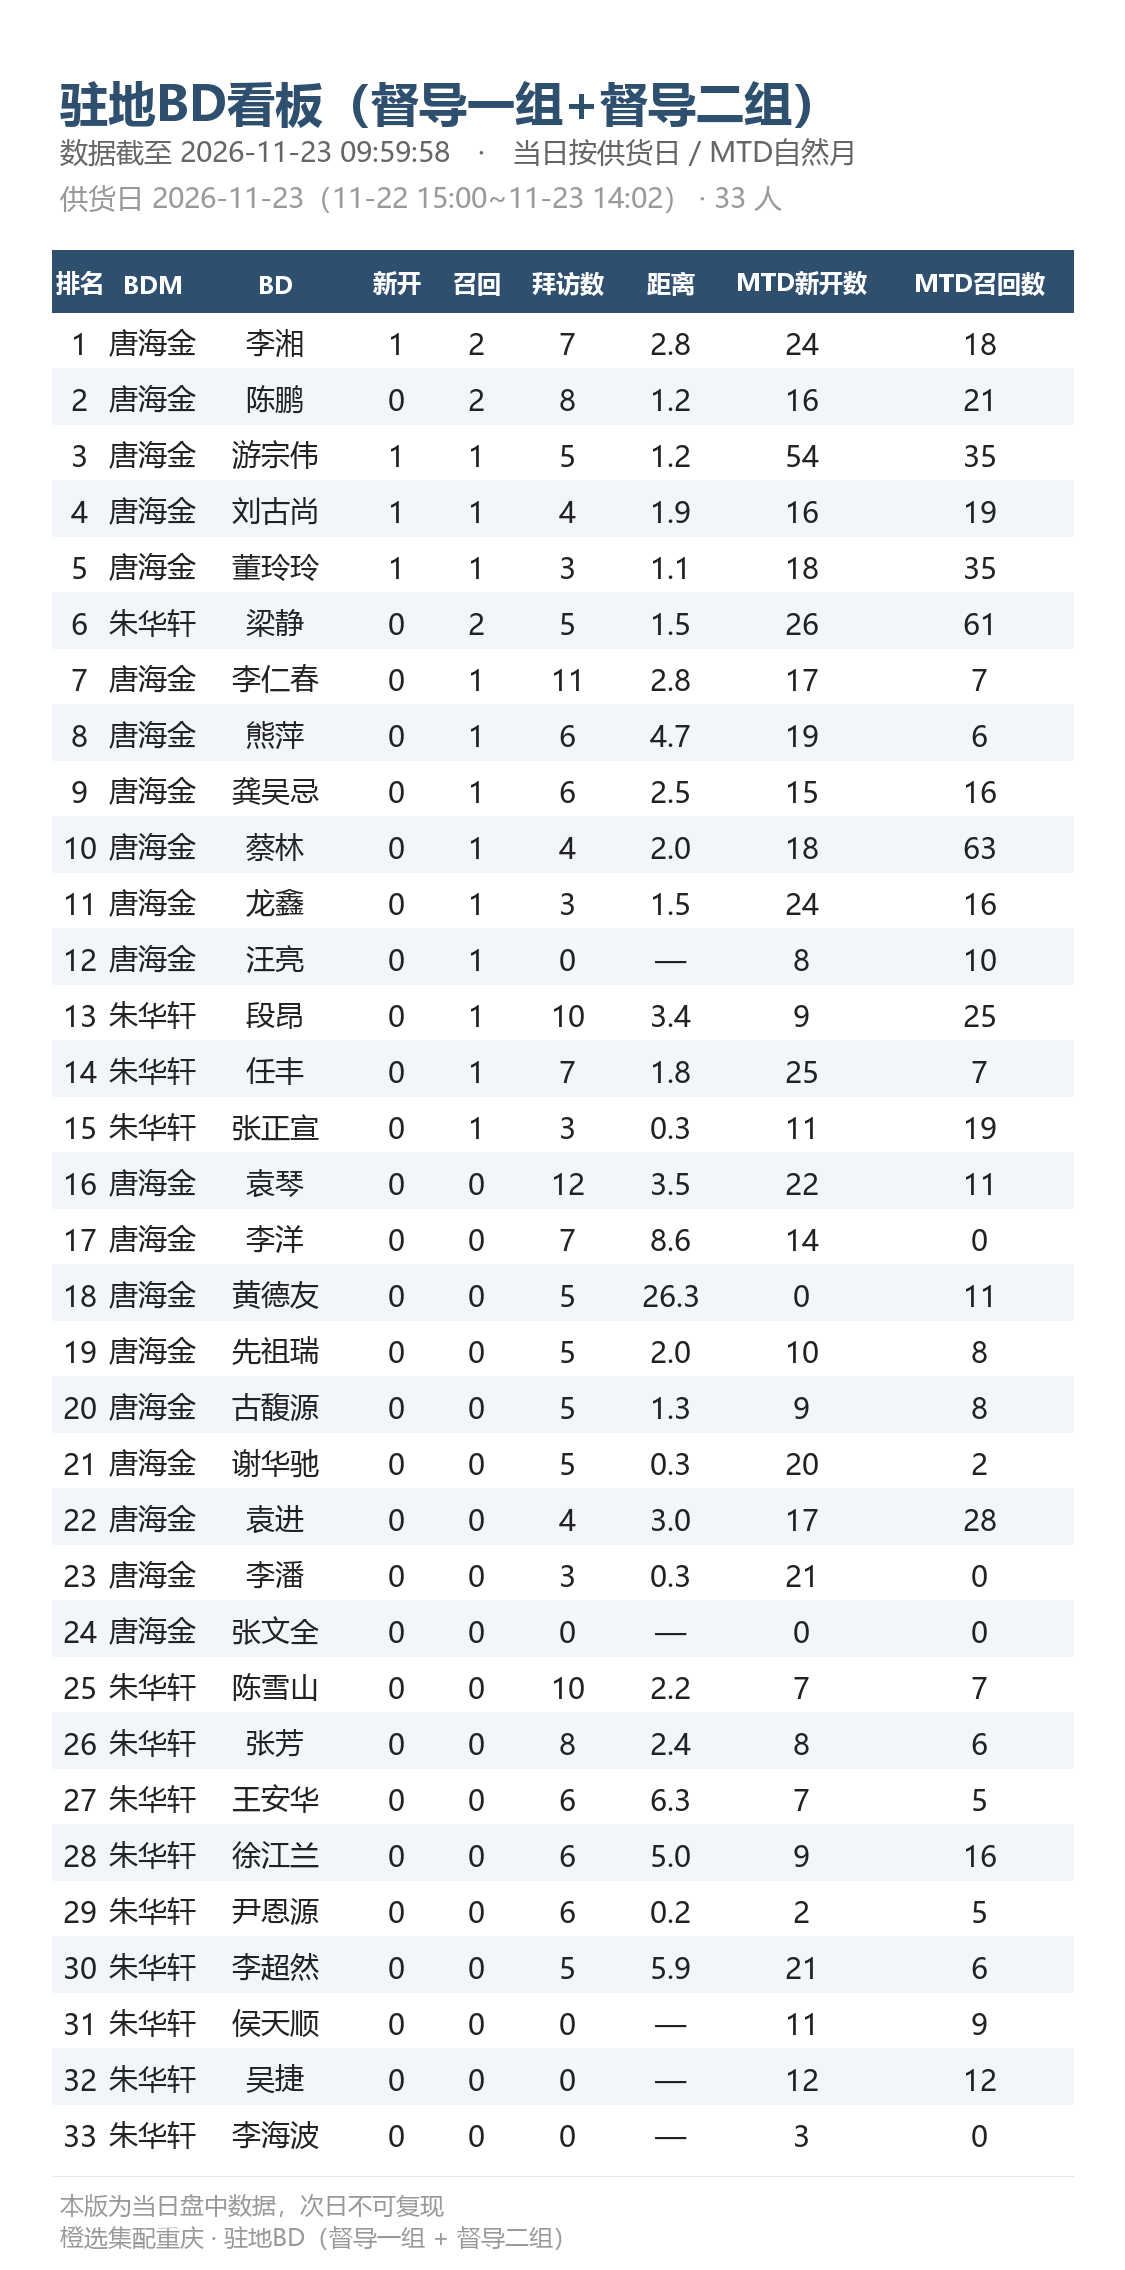 驻地BD看板（督导一组+督导二组）
数据截至 2026-11-23 09:59:58 · 当日按供货日 / MTD自然月
供货日 2026-11-23（11-22 15:00~11-23 14:02） · 33 人
排名 BDM BD 新开 召回 拜访数 距离 MTD新开数 MTD召回数
1 唐海金 李湘 1 2 7 2.8 24 18
2 唐海金 陈鹏 0 2 8 1.2 16 21
3 唐海金 游宗伟 1 1 5 1.2 54 35
4 唐海金 刘古尚 1 1 4 1.9 16 19
5 唐海金 董玲玲 1 1 3 1.1 18 35
6 朱华轩 梁静 0 2 5 1.5 26 61
7 唐海金 李仁春 0 1 11 2.8 17 7
8 唐海金 熊萍 0 1 6 4.7 19 6
9 唐海金 龚吴忌 0 1 6 2.5 15 16
10 唐海金 蔡林 0 1 4 2.0 18 63
11 唐海金 龙鑫 0 1 3 1.5 24 16
12 唐海金 汪亮 0 1 0 — 8 10
13 朱华轩 段昂 0 1 10 3.4 9 25
14 朱华轩 任丰 0 1 7 1.8 25 7
15 朱华轩 张正宣 0 1 3 0.3 11 19
16 唐海金 袁琴 0 0 12 3.5 22 11
17 唐海金 李洋 0 0 7 8.6 14 0
18 唐海金 黄德友 0 0 5 26.3 0 11
19 唐海金 先祖瑞 0 0 5 2.0 10 8
20 唐海金 古馥源 0 0 5 1.3 9 8
21 唐海金 谢华驰 0 0 5 0.3 20 2
22 唐海金 袁进 0 0 4 3.0 17 28
23 唐海金 李潘 0 0 3 0.3 21 0
24 唐海金 张文全 0 0 0 — 0 0
25 朱华轩 陈雪山 0 0 10 2.2 7 7
26 朱华轩 张芳 0 0 8 2.4 8 6
27 朱华轩 王安华 0 0 6 6.3 7 5
28 朱华轩 徐江兰 0 0 6 5.0 9 16
29 朱华轩 尹恩源 0 0 6 0.2 2 5
30 朱华轩 李超然 0 0 5 5.9 21 6
31 朱华轩 侯天顺 0 0 0 — 11 9
32 朱华轩 吴捷 0 0 0 — 12 12
33 朱华轩 李海波 0 0 0 — 3 0
本版为当日盘中数据，次日不可复现
橙选集配重庆 · 驻地BD（督导一组 + 督导二组）